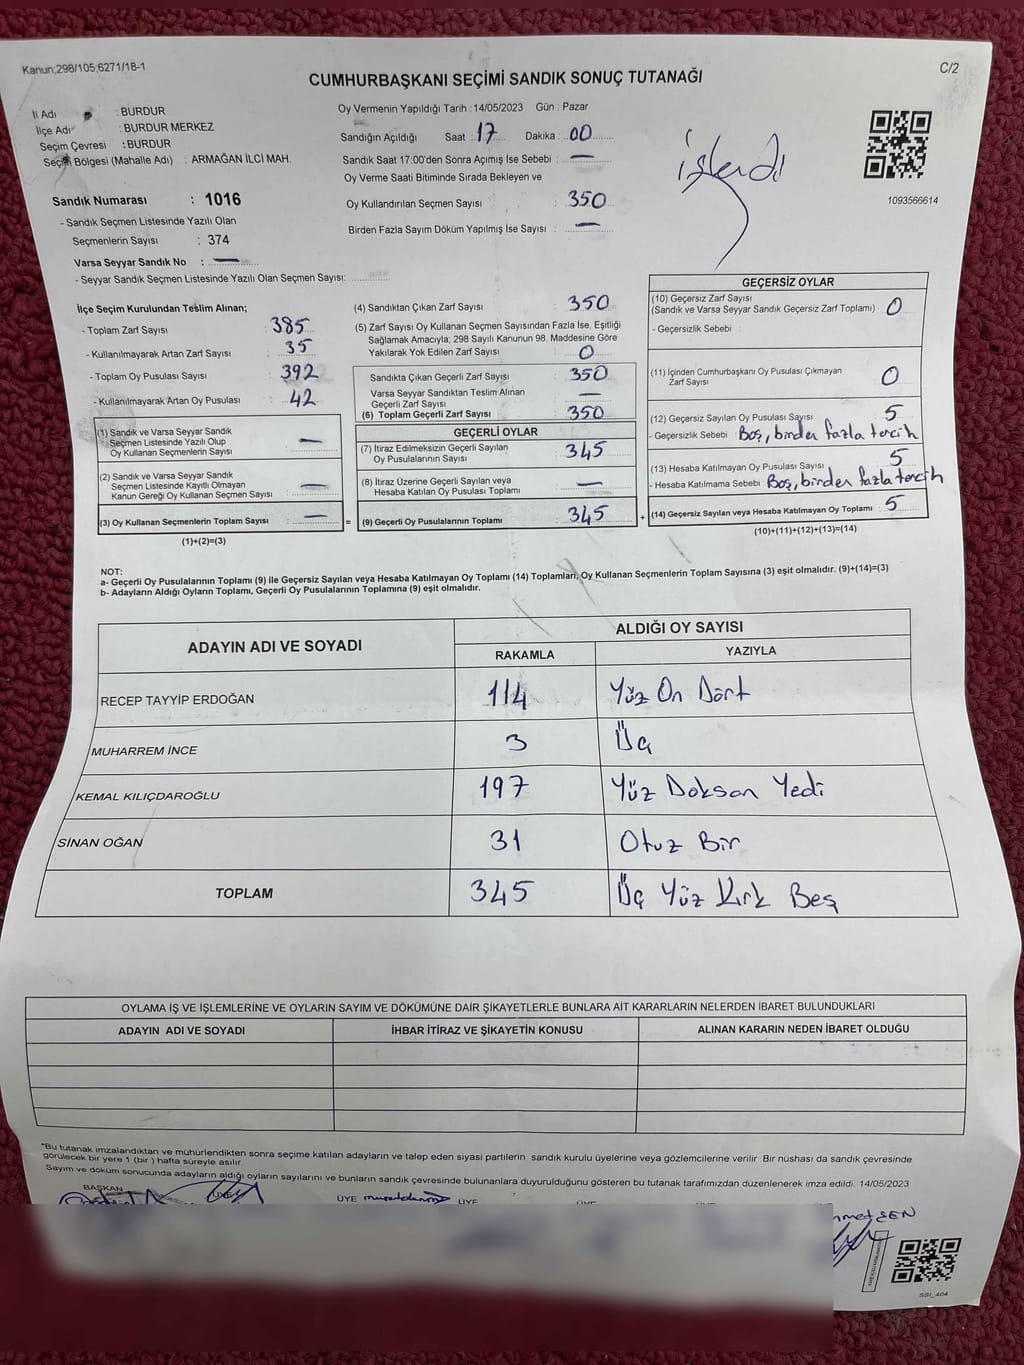 Kanun;298/105;6271/18-1
C/2
CUMHURBAŞKANI SEÇİMİ SANDIK SONUÇ TUTANAĞI
İl Adı : BURDUR
İlçe Adı : BURDUR MERKEZ
Seçim Çevresi : BURDUR
Seçim Bölgesi (Mahalle Adı) : ARMAĞAN İLCİ MAH.
Sandık Numarası : 1016
- Sandık Seçmen Listesinde Yazılı Olan
Seçmenlerin Sayısı : 374
Varsa Seyyar Sandık No : —
- Seyyar Sandık Seçmen Listesinde Yazılı Olan Seçmen Sayısı:
Oy Vermenin Yapıldığı Tarih : 14/05/2023 Gün : Pazar
Sandığın Açıldığı Saat : 17 Dakika : 00
Sandık Saat 17:00'den Sonra Açılmış İse Sebebi : —
Oy Verme Saati Bitiminde Sırada Bekleyen ve
Oy Kullandırılan Seçmen Sayısı : 350
Birden Fazla Sayım Döküm Yapılmış İse Sayısı : —
işlendi
1093566614
İlçe Seçim Kurulundan Teslim Alınan;
- Toplam Zarf Sayısı : 385
- Kullanılmayarak Artan Zarf Sayısı : 35
- Toplam Oy Pusulası Sayısı : 392
- Kullanılmayarak Artan Oy Pusulası : 42
(1) Sandık ve Varsa Seyyar Sandık
Seçmen Listesinde Yazılı Olup
Oy Kullanan Seçmenlerin Sayısı : —
(2) Sandık ve Varsa Seyyar Sandık
Seçmen Listesinde Kayıtlı Olmayan
Kanun Gereği Oy Kullanan Seçmen Sayısı : —
(3) Oy Kullanan Seçmenlerin Toplam Sayısı : — =
(1)+(2)=(3)
(4) Sandıktan Çıkan Zarf Sayısı : 350
(5) Zarf Sayısı Oy Kullanan Seçmen Sayısından Fazla İse, Eşitliği
Sağlamak Amacıyla, 298 Sayılı Kanunun 98. Maddesine Göre
Yakılarak Yok Edilen Zarf Sayısı : 0
Sandıkta Çıkan Geçerli Zarf Sayısı : 350
Varsa Seyyar Sandıktan Teslim Alınan
Geçerli Zarf Sayısı : —
(6) Toplam Geçerli Zarf Sayısı : 350
GEÇERLİ OYLAR
(7) İtiraz Edilmeksizin Geçerli Sayılan
Oy Pusulalarının Sayısı : 345
(8) İtiraz Üzerine Geçerli Sayılan veya
Hesaba Katılan Oy Pusulası Toplamı : —
(9) Geçerli Oy Pusulalarının Toplamı : 345 +
GEÇERSİZ OYLAR
(10) Geçersiz Zarf Sayısı
(Sandık ve Varsa Seyyar Sandık Geçersiz Zarf Toplamı) : 0
- Geçersizlik Sebebi :
(11) İçinden Cumhurbaşkanı Oy Pusulası Çıkmayan
Zarf Sayısı : 0
(12) Geçersiz Sayılan Oy Pusulası Sayısı : 5
- Geçersizlik Sebebi : Boş, birden fazla tercih
(13) Hesaba Katılmayan Oy Pusulası Sayısı : 5
- Hesaba Katılmama Sebebi : Boş, birden fazla tercih
(14) Geçersiz Sayılan veya Hesaba Katılmayan Oy Toplamı : 5
(10)+(11)+(12)+(13)=(14)
NOT:
a- Geçerli Oy Pusulalarının Toplamı (9) ile Geçersiz Sayılan veya Hesaba Katılmayan Oy Toplamı (14) Toplamları, Oy Kullanan Seçmenlerin Toplam Sayısına (3) eşit olmalıdır. (9)+(14)=(3)
b- Adayların Aldığı Oyların Toplamı, Geçerli Oy Pusulalarının Toplamına (9) eşit olmalıdır.
ADAYIN ADI VE SOYADI
ALDIĞI OY SAYISI
RAKAMLA YAZIYLA
RECEP TAYYİP ERDOĞAN 114 Yüz On Dört
MUHARREM İNCE 3 Üç
KEMAL KILIÇDAROĞLU 197 Yüz Doksan Yedi
SİNAN OĞAN 31 Otuz Bir
TOPLAM 345 Üç Yüz Kırk Beş
OYLAMA İŞ VE İŞLEMLERİNE VE OYLARIN SAYIM VE DÖKÜMÜNE DAİR ŞİKAYETLERLE BUNLARA AİT KARARLARIN NELERDEN İBARET BULUNDUKLARI
ADAYIN ADI VE SOYADI İHBAR İTİRAZ VE ŞİKAYETİN KONUSU ALINAN KARARIN NEDEN İBARET OLDUĞU
"Bu tutanak imzalandıktan ve mühürlendikten sonra seçime katılan adayların ve talep eden siyasi partilerin sandık kurulu üyelerine veya gözlemcilerine verilir. Bir nüshası da sandık çevresinde
görülecek bir yere 1 (bir) hafta süreyle asılır.
Sayım ve döküm sonucunda adayların aldığı oyların sayılarını ve bunların sandık çevresinde bulunanlara duyurulduğunu gösteren bu tutanak tarafımızdan düzenlenerek imza edildi. 14/05/2023
BAŞKAN ÜYE ÜYE ÜYE
ŞEN
SSI_404